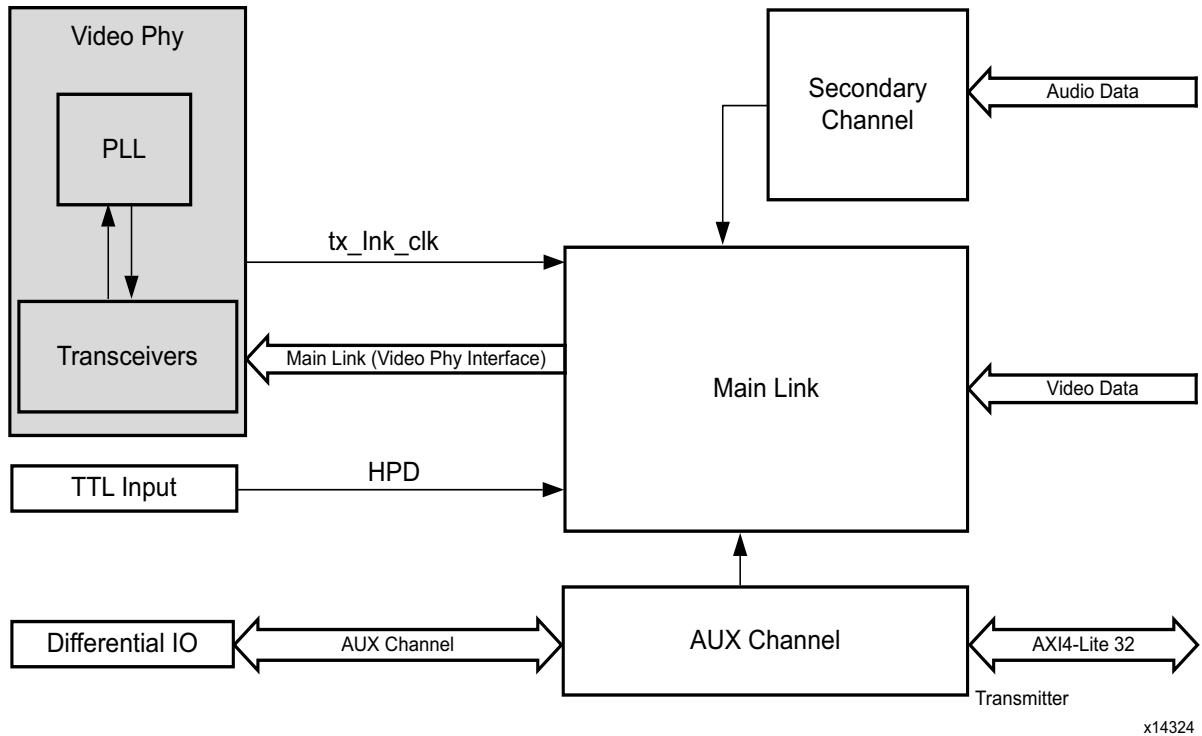 Video Phy
PLL
Transceivers
Secondary
Channel
Audio Data
tx_lnk_clk
Main Link (Video Phy Interface)
Main Link
Video Data
TTL Input
HPD
Differential IO
AUX Channel
AUX Channel
AXI4-Lite 32
Transmitter
x14324